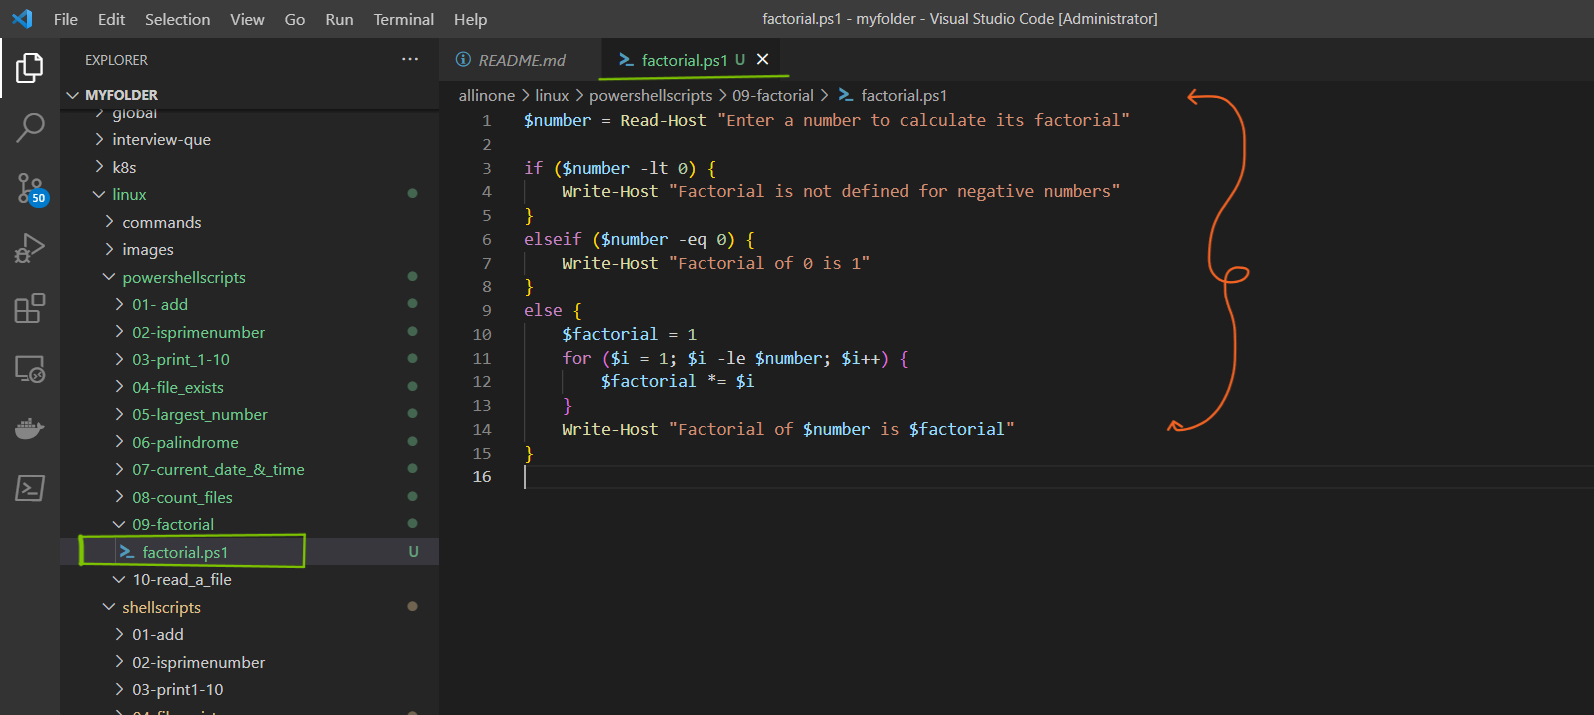 File Edit Selection View Go Run Terminal Help
factorial.ps1 - myfolder - Visual Studio Code [Administrator]
EXPLORER
MYFOLDER
global
interview-que
k8s
linux
commands
images
powershellscripts
01- add
02-isprimenumber
03-print_1-10
04-file_exists
05-largest_number
06-palindrome
07-current_date_&_time
08-count_files
09-factorial
factorial.ps1 U
10-read_a_file
shellscripts
01-add
02-isprimenumber
03-print1-10
50
README.md
factorial.ps1 U
allinone > linux > powershellscripts > 09-factorial > factorial.ps1
1 $number = Read-Host "Enter a number to calculate its factorial"
2
3 if ($number -lt 0) {
4 Write-Host "Factorial is not defined for negative numbers"
5 }
6 elseif ($number -eq 0) {
7 Write-Host "Factorial of 0 is 1"
8 }
9 else {
10 $factorial = 1
11 for ($i = 1; $i -le $number; $i++) {
12 $factorial *= $i
13 }
14 Write-Host "Factorial of $number is $factorial"
15 }
16